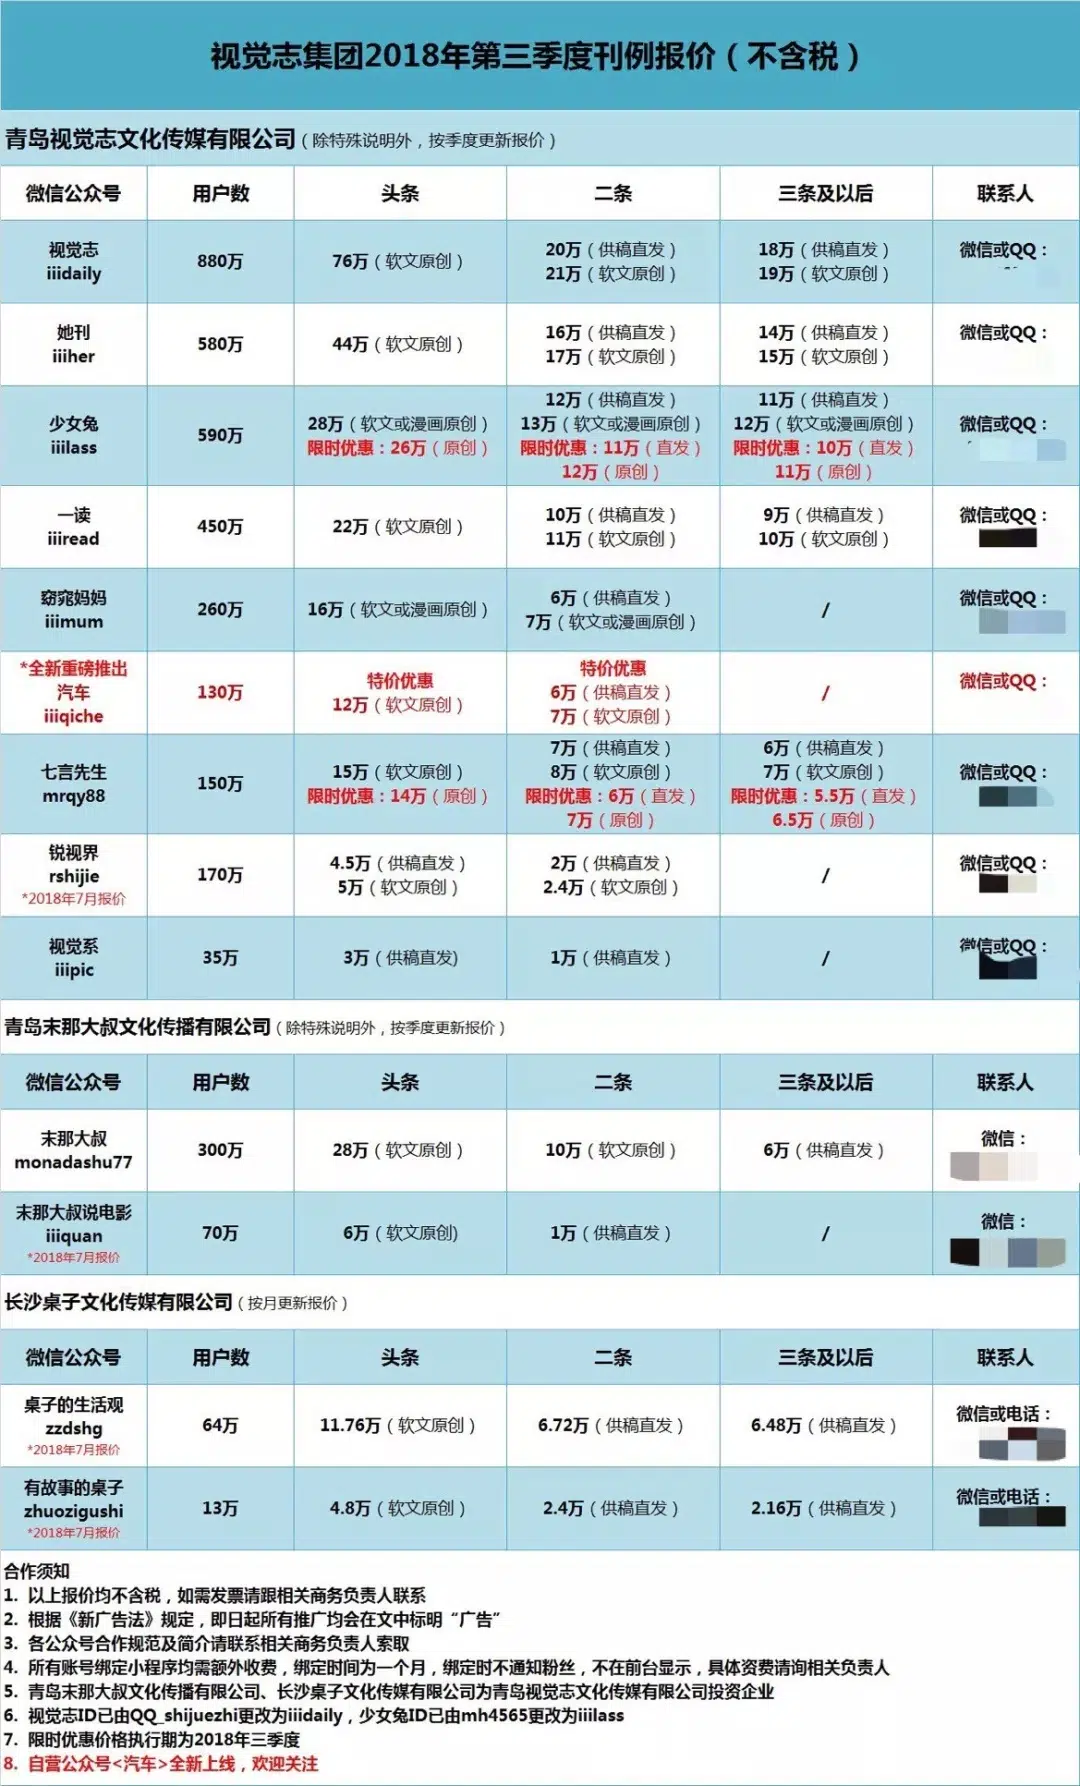 视觉志集团2018年第三季度刊例报价（不含税）
青岛视觉志文化传媒有限公司（除特殊说明外，按季度更新报价）
微信公众号 用户数 头条 二条 三条及以后 联系人
视觉志
iiidaily
880万
76万（软文原创）
20万（供稿直发）
21万（软文原创）
18万（供稿直发）
19万（软文原创）
微信或QQ：
她刊
iiiher
580万
44万（软文原创）
16万（供稿直发）
17万（软文原创）
14万（供稿直发）
15万（软文原创）
微信或QQ：
少女兔
iiilass
590万
28万（软文或漫画原创）
限时优惠：26万（原创）
12万（供稿直发）
13万（软文或漫画原创）
限时优惠：11万（直发）
12万（原创）
11万（供稿直发）
12万（软文或漫画原创）
限时优惠：10万（直发）
11万（原创）
微信或QQ：
一读
iiiread
450万
22万（软文原创）
10万（供稿直发）
11万（软文原创）
9万（供稿直发）
10万（软文原创）
微信或QQ：
窈窕妈妈
iiimum
260万
16万（软文或漫画原创）
6万（供稿直发）
7万（软文或漫画原创）
/
微信或QQ：
*全新重磅推出
汽车
iiiqiche
130万
特价优惠
12万（软文原创）
特价优惠
6万（供稿直发）
7万（软文原创）
/
微信或QQ：
七言先生
mrqy88
150万
15万（软文原创）
限时优惠：14万（原创）
7万（供稿直发）
8万（软文原创）
限时优惠：6万（直发）
7万（原创）
6万（供稿直发）
7万（软文原创）
限时优惠：5.5万（直发）
6.5万（原创）
微信或QQ：
锐视界
rshijie
*2018年7月报价
170万
4.5万（供稿直发）
5万（软文原创）
2万（供稿直发）
2.4万（软文原创）
/
微信或QQ：
视觉系
iiipic
35万
3万（供稿直发)
1万（供稿直发）
/
微信或QQ：
青岛末那大叔文化传播有限公司（除特殊说明外，按季度更新报价）
微信公众号 用户数 头条 二条 三条及以后 联系人
末那大叔
monadashu77
300万
28万（软文原创）
10万（软文原创）
6万（供稿直发）
微信：
末那大叔说电影
iiiquan
*2018年7月报价
70万
6万（软文原创)
1万（供稿直发）
/
微信：
长沙桌子文化传媒有限公司（按月更新报价）
微信公众号 用户数 头条 二条 三条及以后 联系人
桌子的生活观
zzdshg
*2018年7月报价
64万
11.76万（软文原创）
6.72万（供稿直发）
6.48万（供稿直发）
微信或电话：
有故事的桌子
zhuozigushi
*2018年7月报价
13万
4.8万（软文原创）
2.4万（供稿直发）
2.16万（供稿直发）
微信或电话：
合作须知
1. 以上报价均不含税，如需发票请跟相关商务负责人联系
2. 根据《新广告法》规定，即日起所有推广均会在文中标明“广告”
3. 各公众号合作规范及简介请联系相关商务负责人索取
4. 所有账号绑定小程序均需额外收费，绑定时间为一个月，绑定时不通知粉丝，不在前台显示，具体资费请询相关负责人
5. 青岛末那大叔文化传播有限公司、长沙桌子文化传媒有限公司为青岛视觉志文化传媒有限公司投资企业
6. 视觉志ID已由QQ_shijuezhi更改为iiidaily，少女兔ID已由mh4565更改为iiilass
7. 限时优惠价格执行期为2018年三季度
8. 自营公众号<汽车>全新上线，欢迎关注